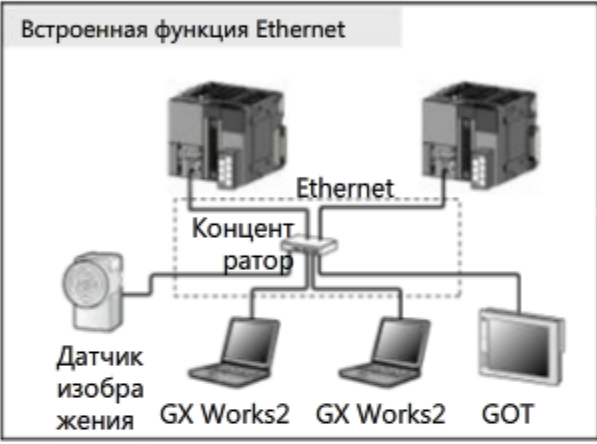 Встроенная функция Ethernet
Ethernet
Концент
ратор
Датчик
изобра
жения
GX Works2
GX Works2
GOT